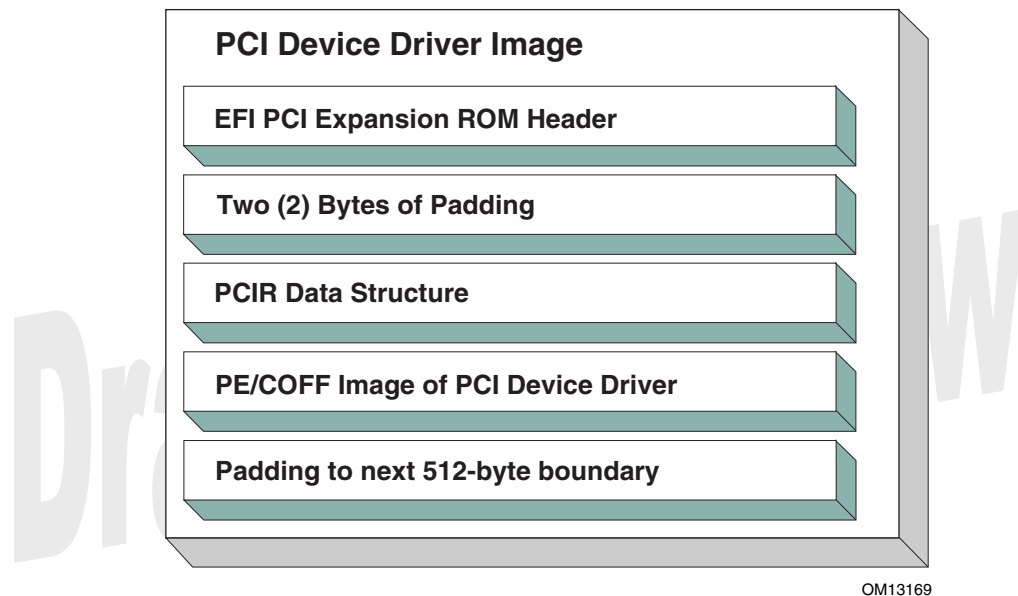 PCI Device Driver Image
EFI PCI Expansion ROM Header
Two (2) Bytes of Padding
PCIR Data Structure
PE/COFF Image of PCI Device Driver
Padding to next 512-byte boundary
OM13169